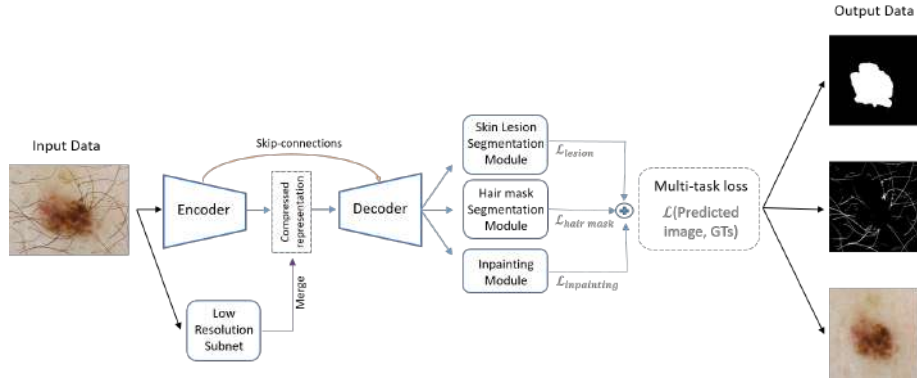 Output Data
Input Data
Skip-connections
Encoder
Compressed
representation
Decoder
Merge
Low
Resolution
Subnet
Skin Lesion
Segmentation
Module
ℒlesion
Hair mask
Segmentation
Module
ℒhair mask
Inpainting
Module
ℒinpainting
Multi-task loss
ℒ(Predicted
image, GTs)